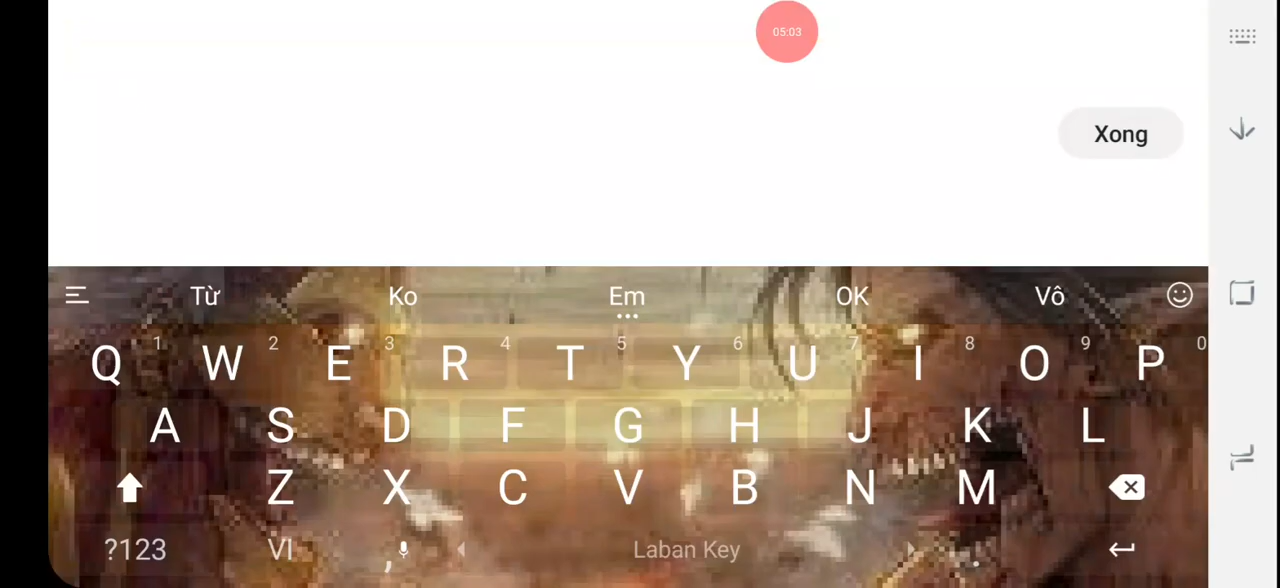 05:03
Xong
Từ Ko Em OK Vô
1 2 3 4 5 6 7 8 9 0
Q W E R T Y U I O P
A S D F G H J K L
Z X C V B N M
?123 VI , Laban Key .